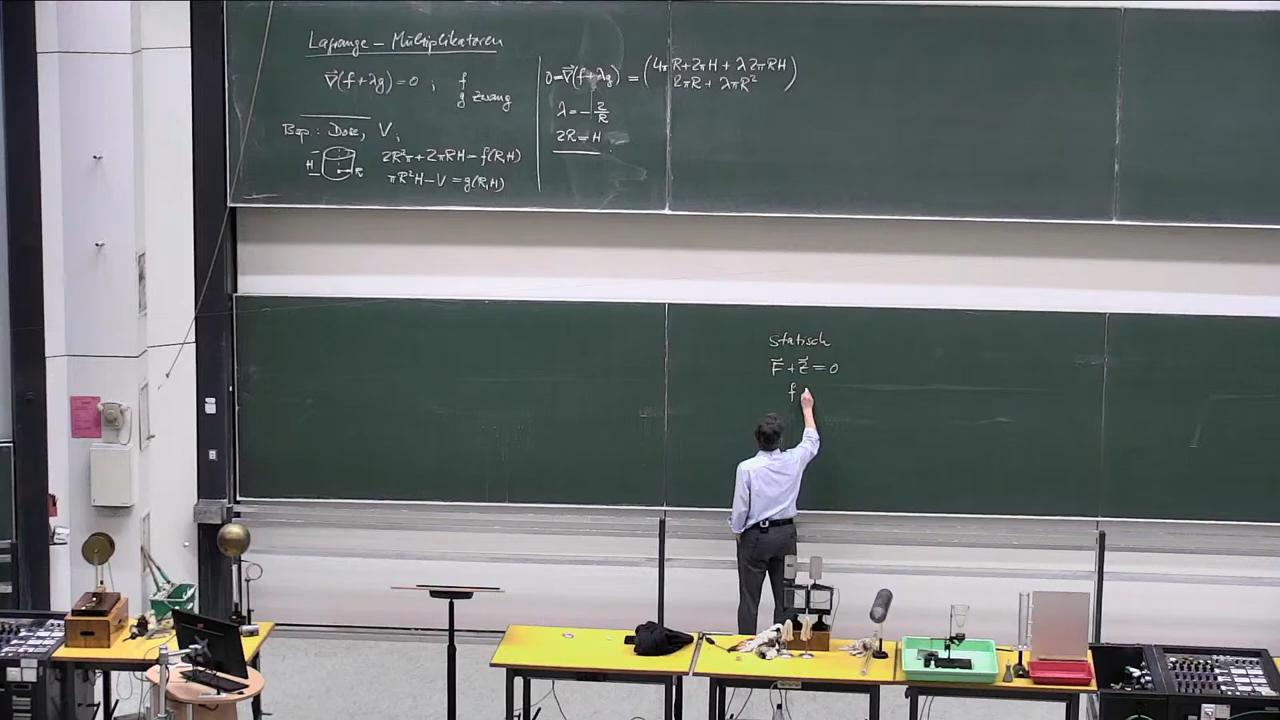 Lagrange – Multiplikatoren
∇⃗(f+λg)=0 ; f
g Zwang
Bsp.: Dose, V,
H R
2R²π+2πRH – f(R,H)
πR²H–V = g(R,H)
0=∇⃗(f+λg) = (4πR+2πH+λ2πRH
2πR+λπR²)
λ=–2/R
2R=H
Statisch
F⃗+Z⃗=0
f